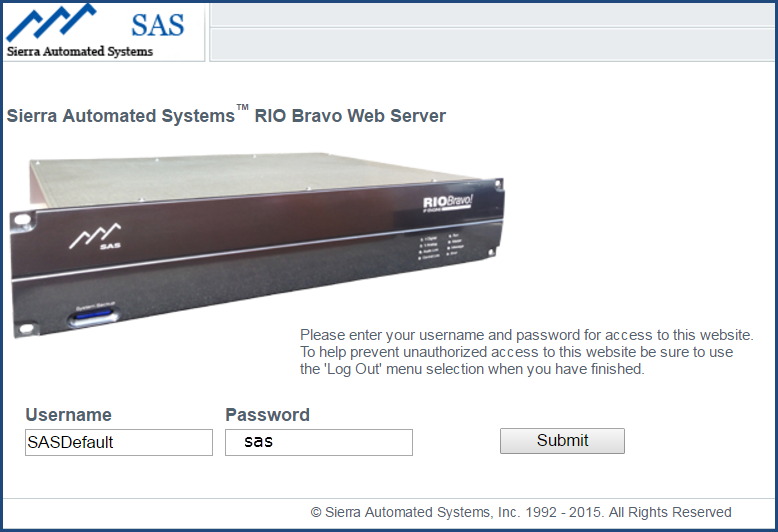 SAS
Sierra Automated Systems
Sierra Automated Systems™ RIO Bravo Web Server
RIOBravo!
SAS
System Backup
Please enter your username and password for access to this website.
To help prevent unauthorized access to this website be sure to use
the 'Log Out' menu selection when you have finished.
Username Password
SASDefault sas Submit
© Sierra Automated Systems, Inc. 1992 - 2015. All Rights Reserved